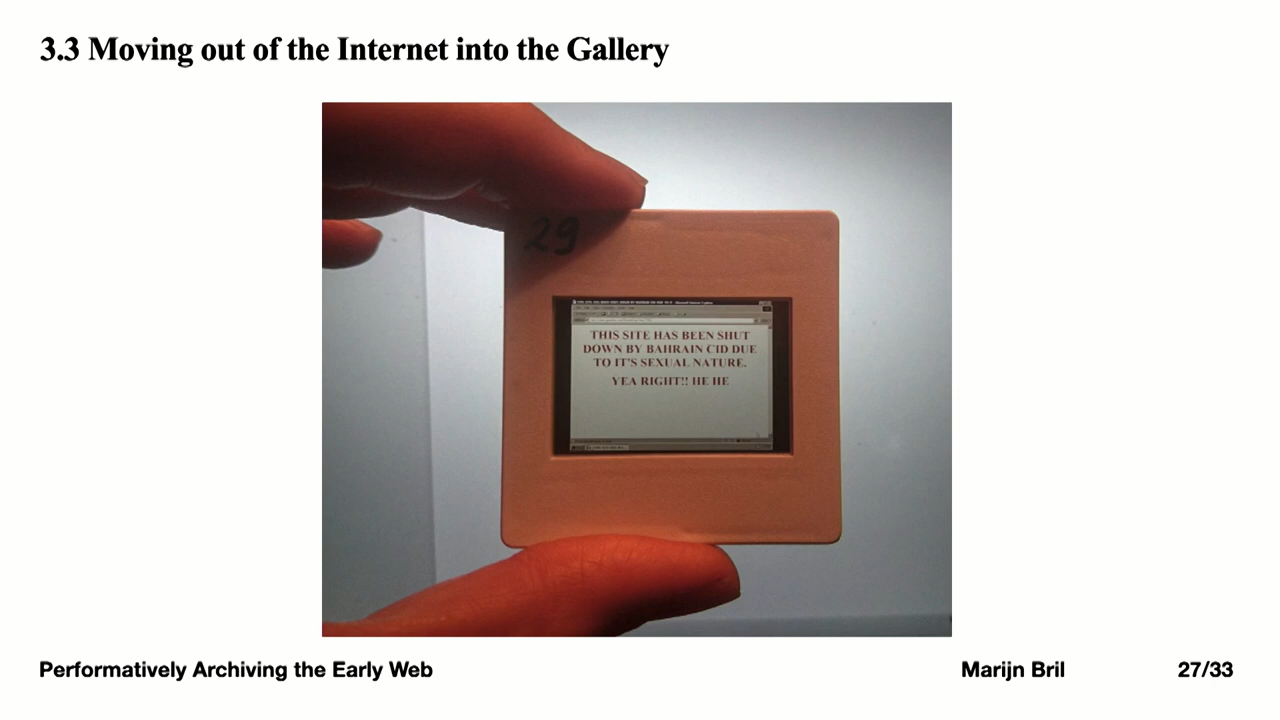 3.3 Moving out of the Internet into the Gallery
29
THIS SITE HAS BEEN SHUT
DOWN BY BAHRAIN CID DUE
TO IT'S SEXUAL NATURE.
YEA RIGHT!! HE HE
Performatively Archiving the Early Web
Marijn Bril
27/33